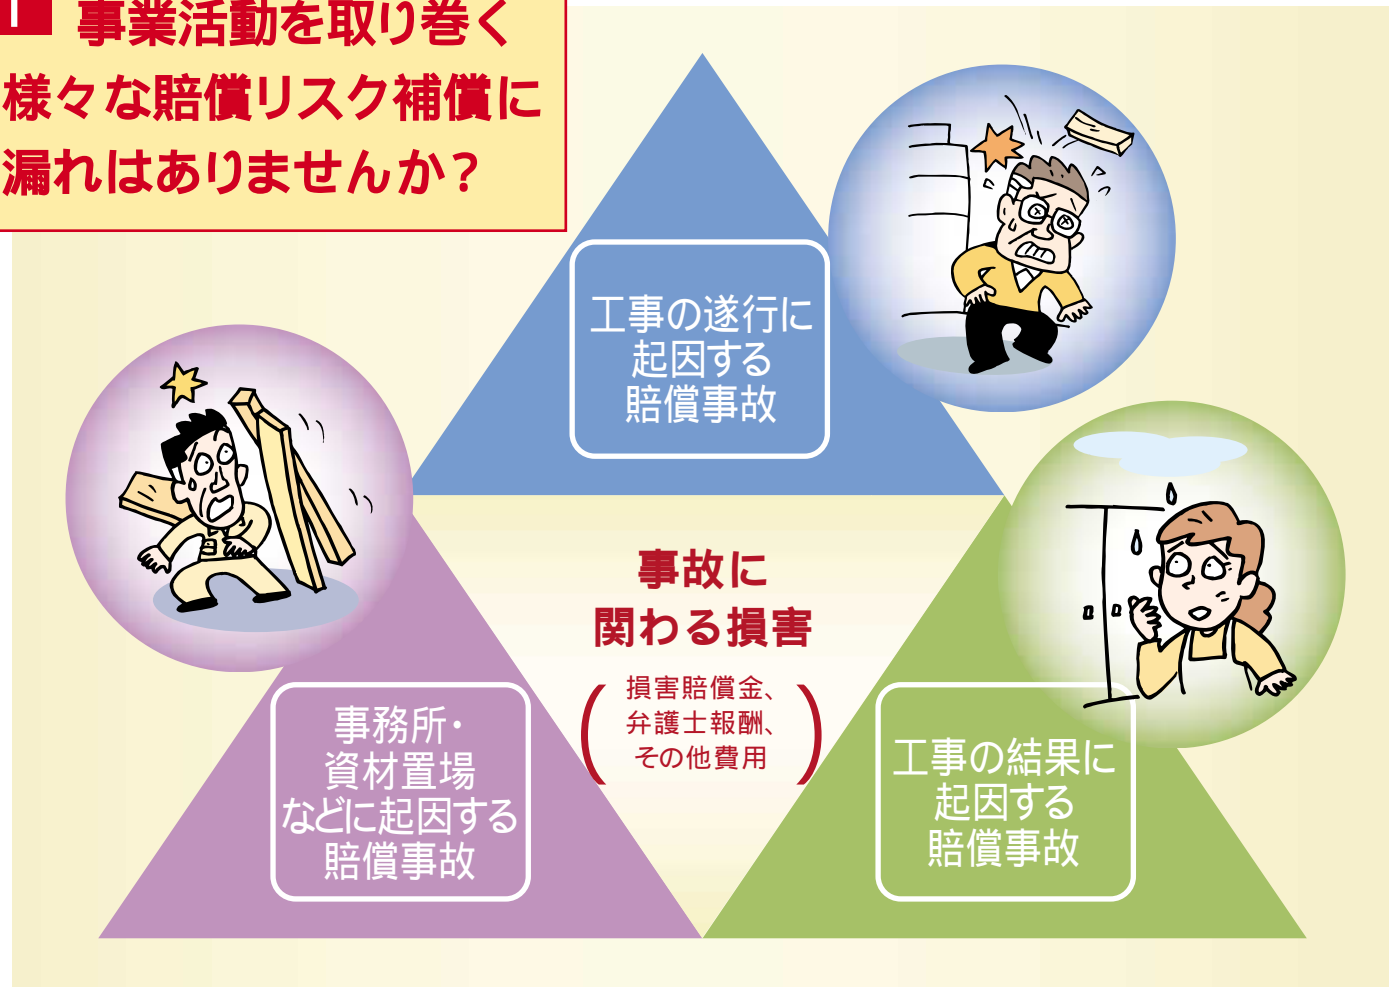 事業活動を取り巻く
様々な賠償リスク補償に
漏れはありませんか？
工事の遂行に
起因する
賠償事故
事故に
関わる損害
（損害賠償金、
弁護士報酬、
その他費用）
事務所・
資材置場
などに起因する
賠償事故
工事の結果に
起因する
賠償事故